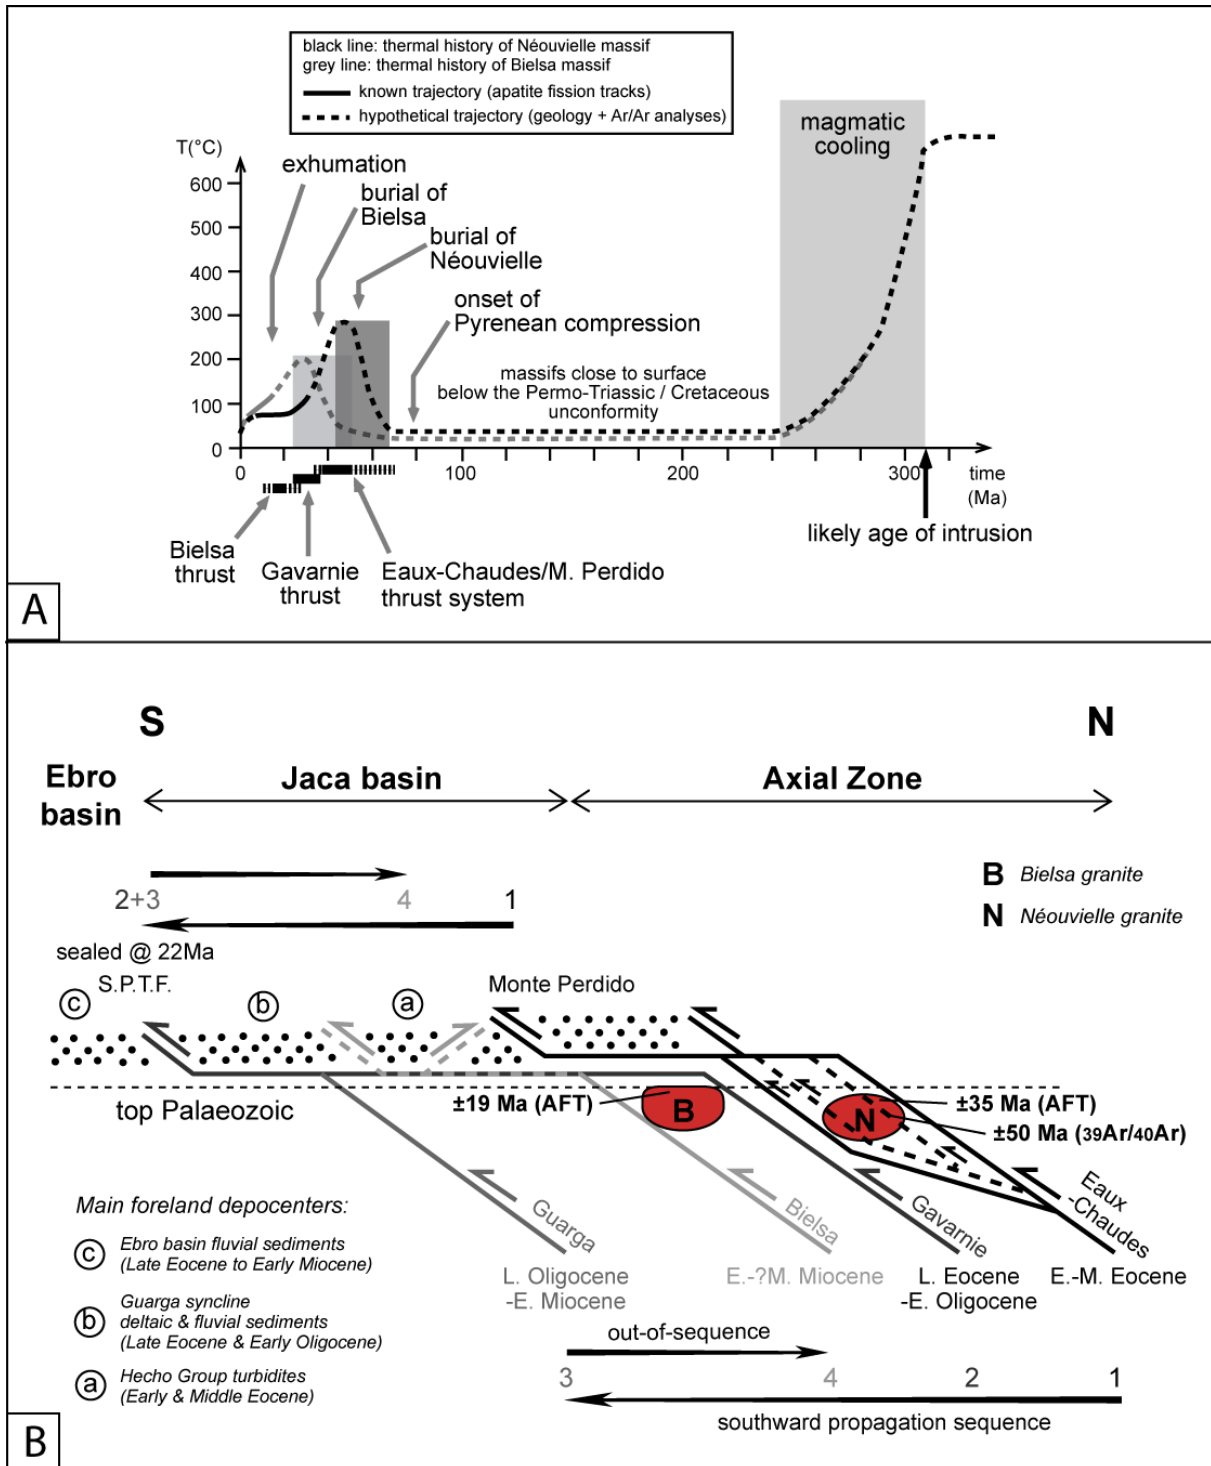 black line: thermal history of Néouvielle massif
grey line: thermal history of Bielsa massif
known trajectory (apatite fission tracks)
hypothetical trajectory (geology + Ar/Ar analyses)
T(°C)
600
500
400
300
200
100
0
exhumation
burial of
Bielsa
burial of
Néouvielle
onset of
Pyrenean compression
massifs close to surface
below the Permo-Triassic / Cretaceous
unconformity
magmatic
cooling
0
100
200
300
time
(Ma)
likely age of intrusion
Bielsa
thrust
Gavarnie
thrust
Eaux-Chaudes/M. Perdido
thrust system
A
S
N
Ebro
basin
Jaca basin
Axial Zone
2+3
4
1
sealed @ 22Ma
S.P.T.F.
B Bielsa granite
N Néouvielle granite
c
b
a
Monte Perdido
top Palaeozoic
±19 Ma (AFT)
B
N
±35 Ma (AFT)
±50 Ma (39Ar/40Ar)
Guarga
Bielsa
Gavarnie
Eaux
-Chaudes
L. Oligocene
-E. Miocene
E.-?M. Miocene
L. Eocene
-E. Oligocene
E.-M. Eocene
Main foreland depocenters:
c Ebro basin fluvial sediments
(Late Eocene to Early Miocene)
b Guarga syncline
deltaic & fluvial sediments
(Late Eocene & Early Oligocene)
a Hecho Group turbidites
(Early & Middle Eocene)
out-of-sequence
3
4
2
1
southward propagation sequence
B